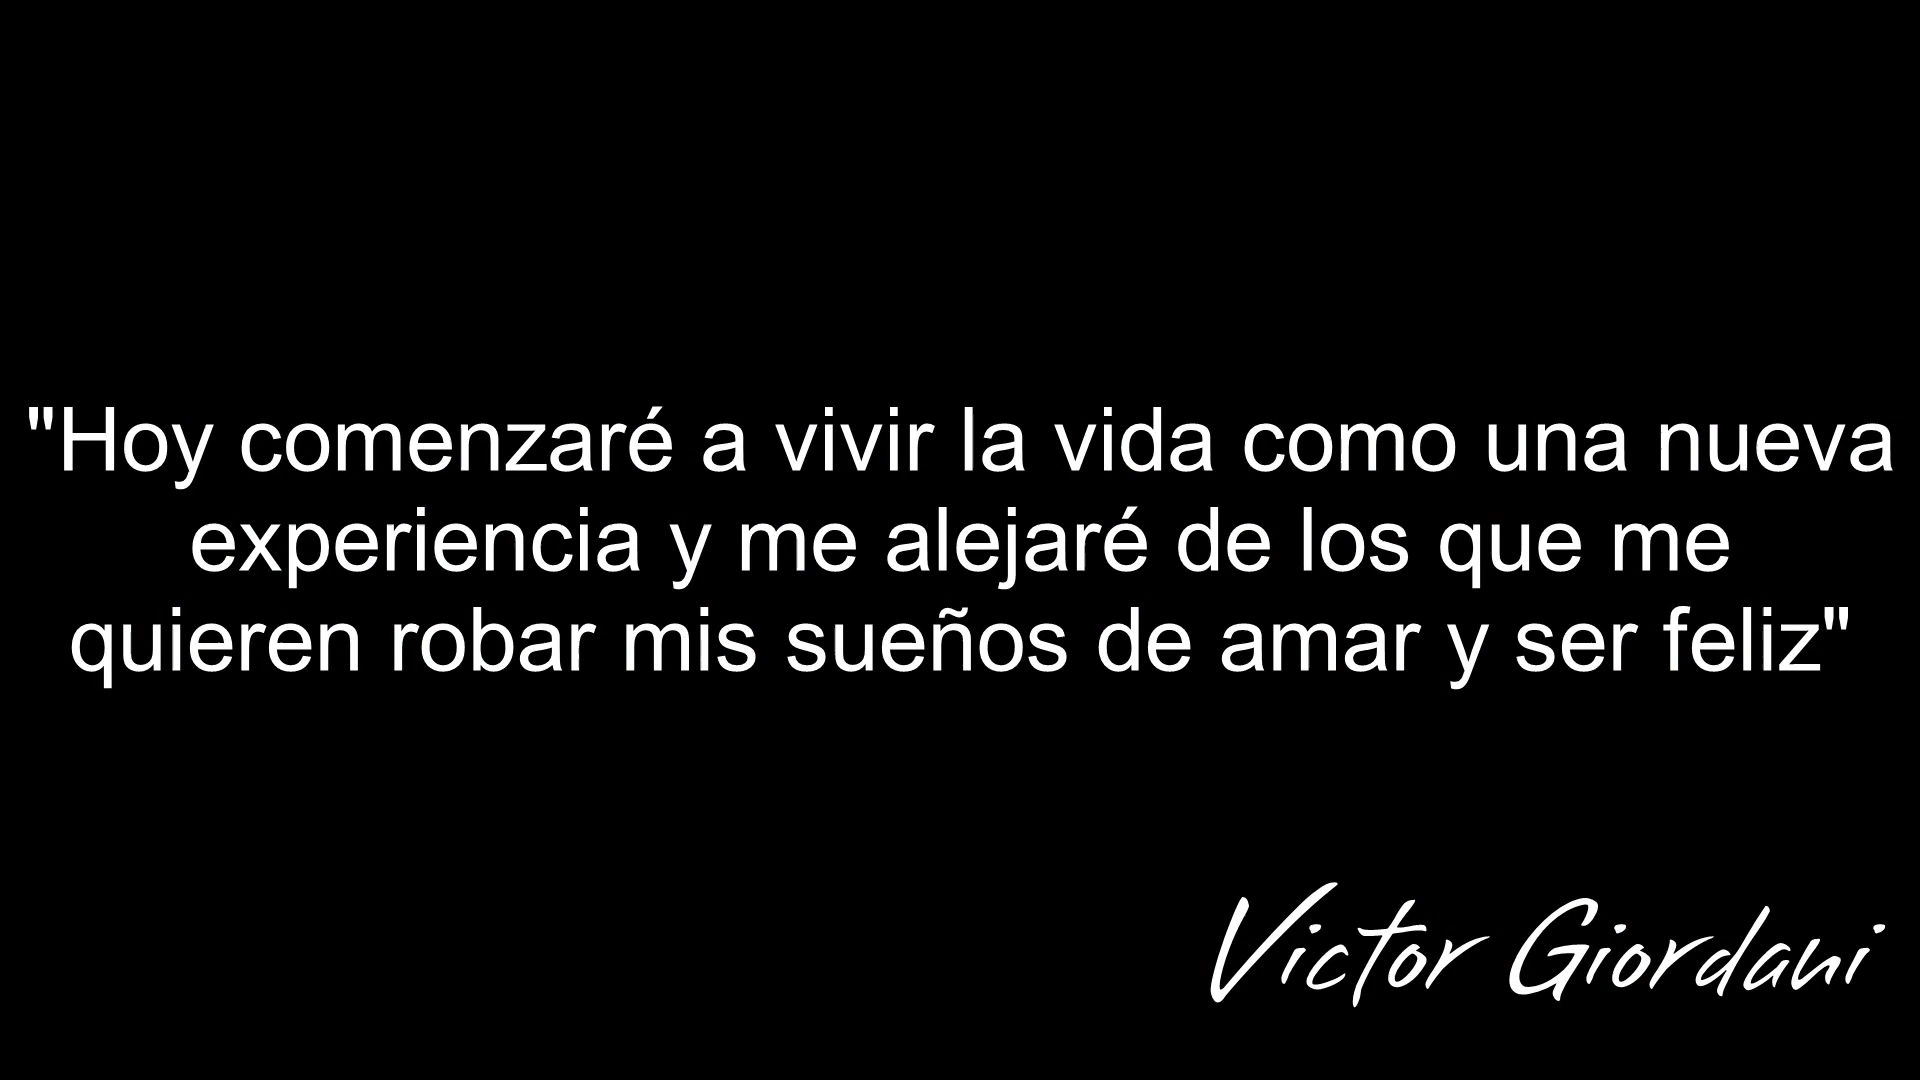 "Hoy comenzaré a vivir la vida como una nueva
experiencia y me alejaré de los que me
quieren robar mis sueños de amar y ser feliz"
Victor Giordani